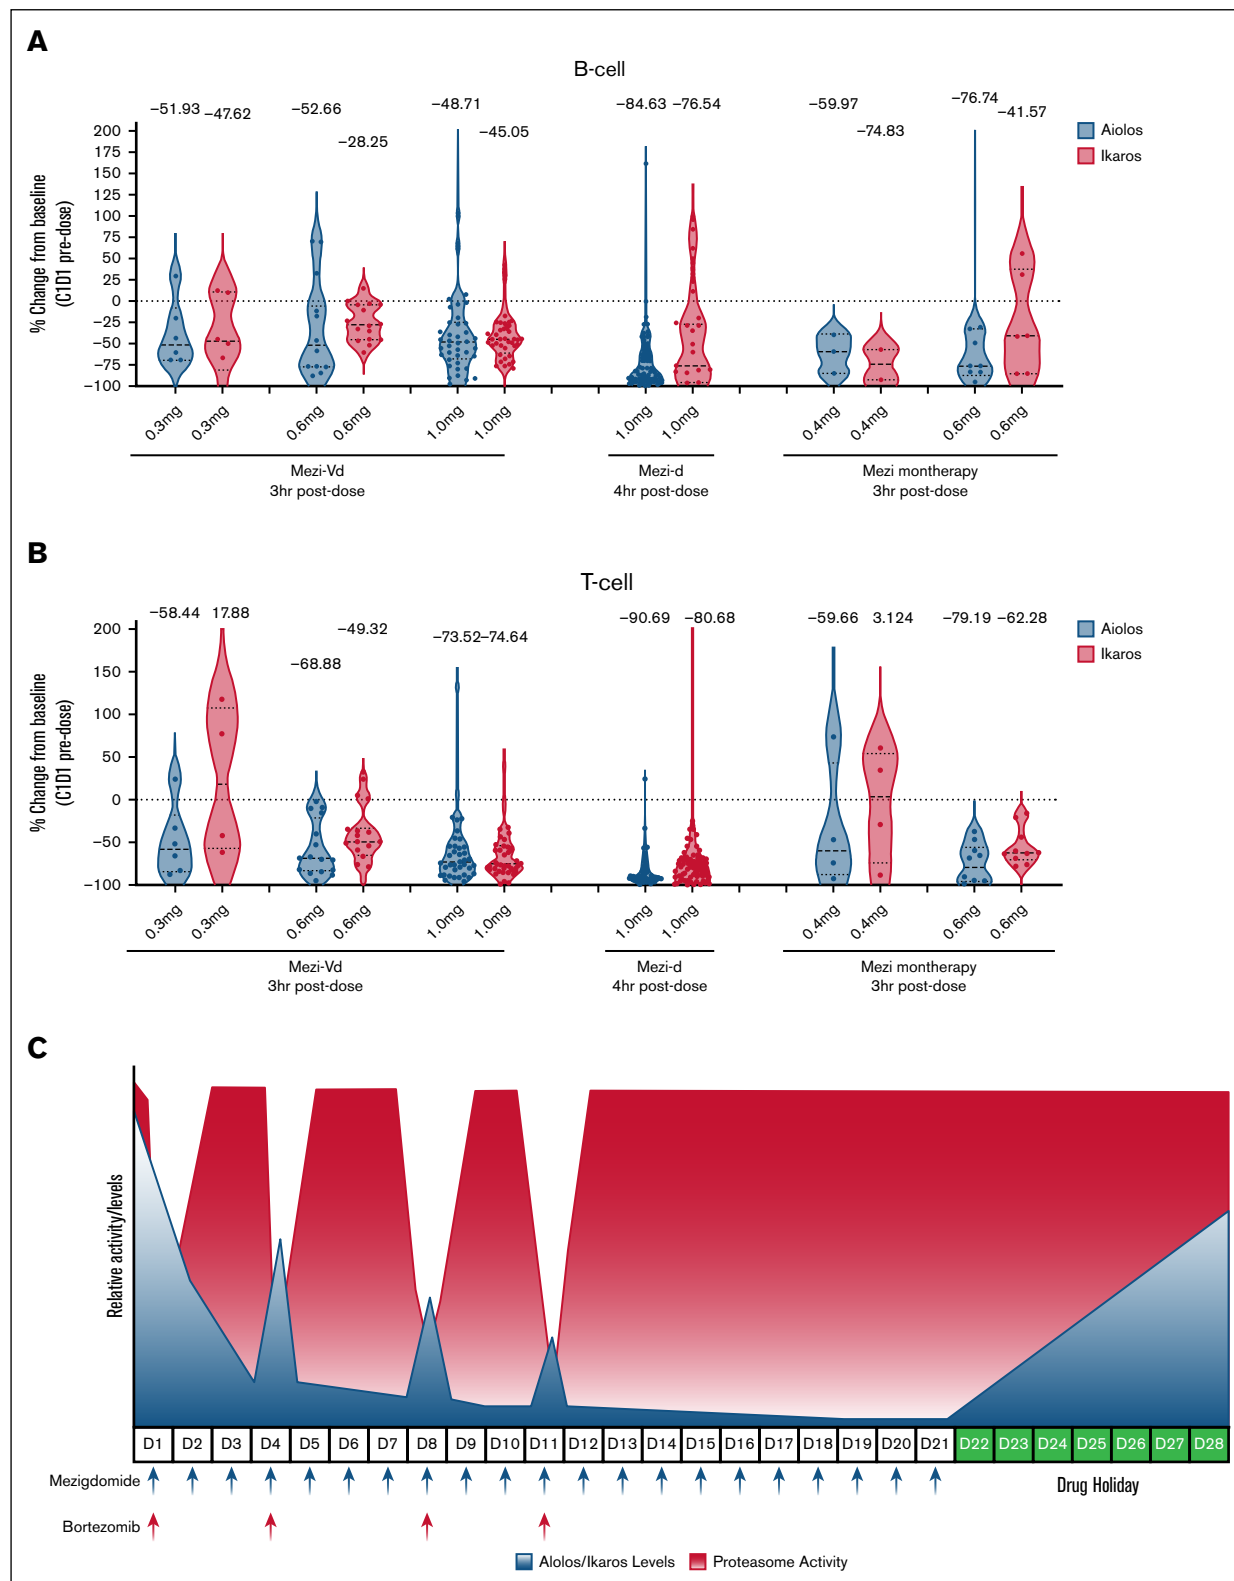 A
B-cell
−51.93 −47.62 −52.66 −28.25 −48.71 −45.05 −84.63 −76.54 −59.97 −74.83 −76.74 −41.57
Aiolos
Ikaros
% Change from baseline
(C1D1 pre-dose)
200
175
150
125
100
75
50
25
0
−25
−50
−75
−100
0.3mg 0.3mg 0.6mg 0.6mg 1.0mg 1.0mg 1.0mg 1.0mg 0.4mg 0.4mg 0.6mg 0.6mg
Mezi-Vd Mezi-d Mezi montherapy
3hr post-dose 4hr post-dose 3hr post-dose
B
T-cell
−58.44 17.88 −68.88 −49.32 −73.52 −74.64 −90.69 −80.68 −59.66 3.124 −79.19 −62.28
Aiolos
Ikaros
% Change from baseline
(C1D1 pre-dose)
200
150
100
50
0
−50
−100
0.3mg 0.3mg 0.6mg 0.6mg 1.0mg 1.0mg 1.0mg 1.0mg 0.4mg 0.4mg 0.6mg 0.6mg
Mezi-Vd Mezi-d Mezi montherapy
3hr post-dose 4hr post-dose 3hr post-dose
C
Relative activity/levels
D1 D2 D3 D4 D5 D6 D7 D8 D9 D10 D11 D12 D13 D14 D15 D16 D17 D18 D19 D20 D21 D22 D23 D24 D25 D26 D27 D28
Mezigdomide Drug Holiday
Bortezomib
Alolos/Ikaros Levels Proteasome Activity